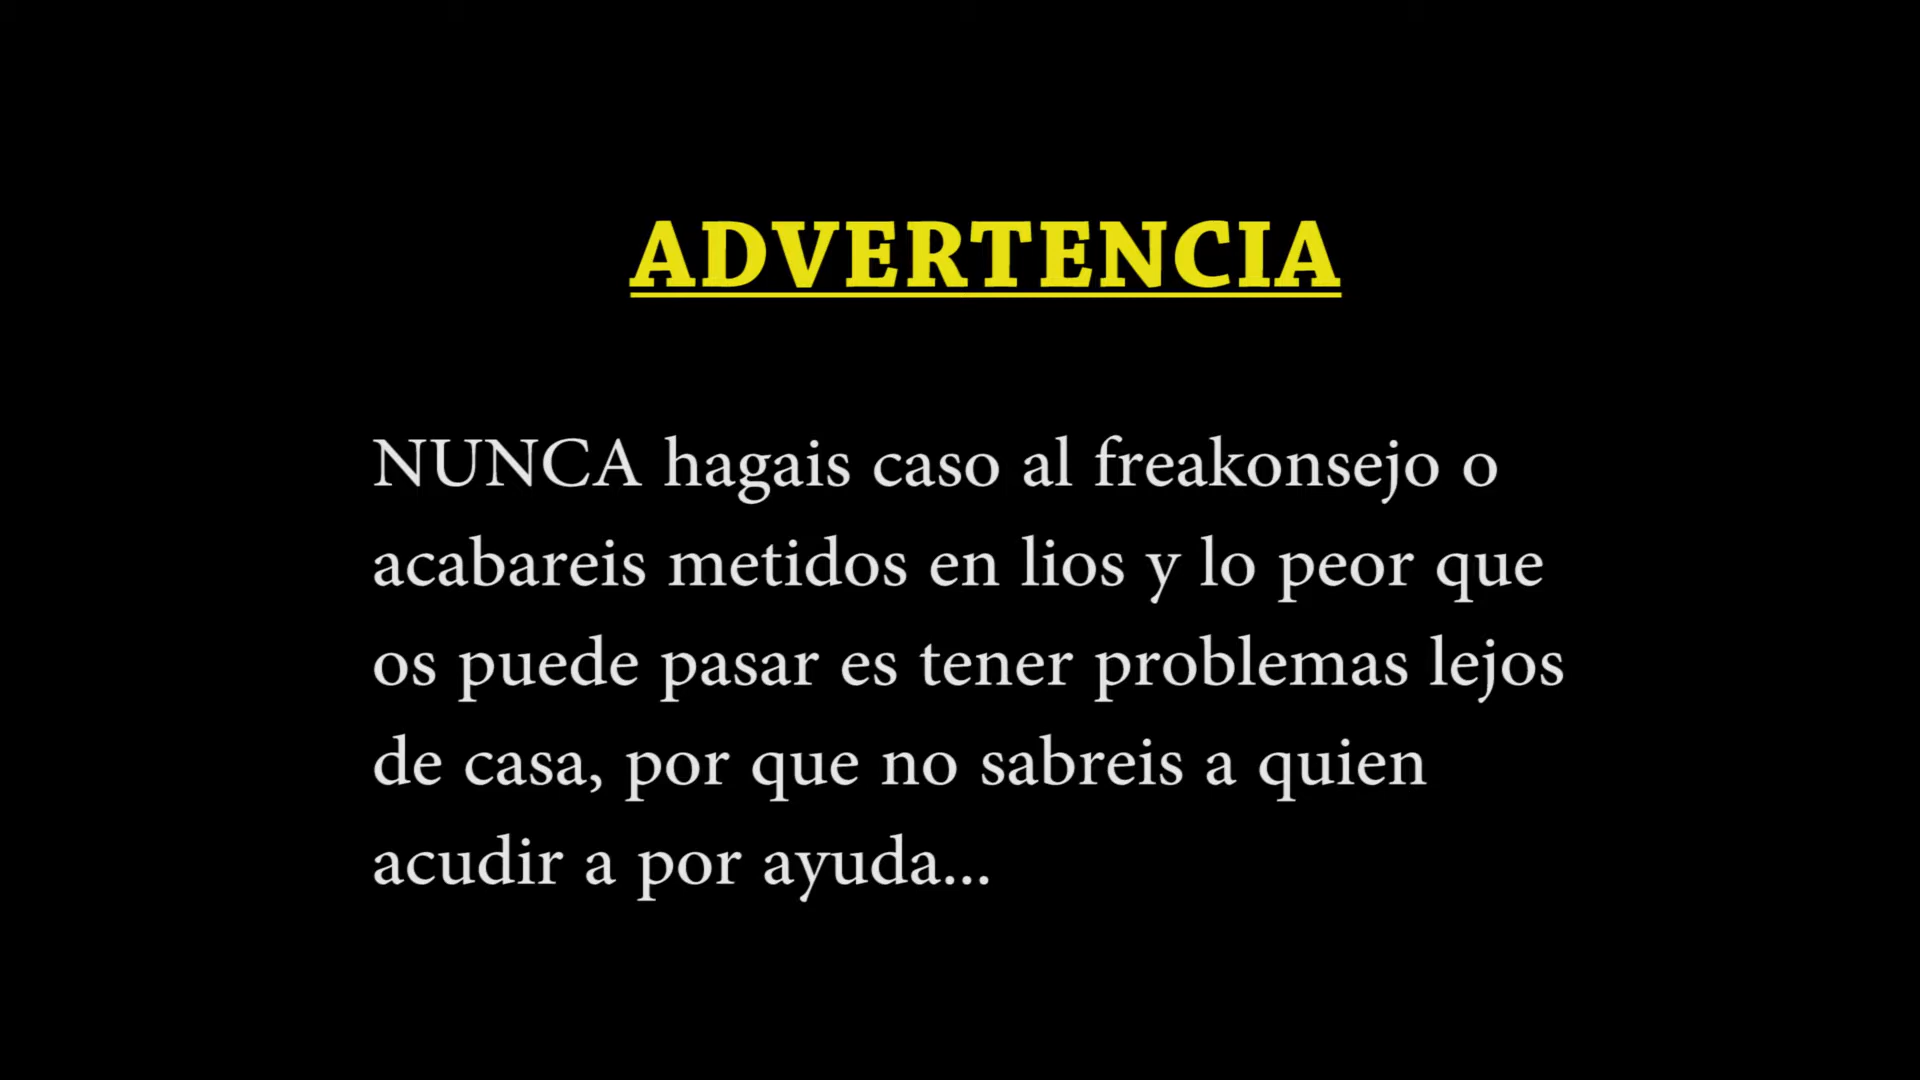 ADVERTENCIA
NUNCA hagais caso al freakonsejo o
acabareis metidos en lios y lo peor que
os puede pasar es tener problemas lejos
de casa, por que no sabreis a quien
acudir a por ayuda...